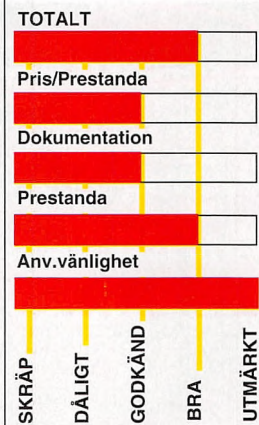 TOTALT
Pris/Prestanda
Dokumentation
Prestanda
Anv.vänlighet
SKRÄP
DÅLIGT
GODKÄND
BRA
UTMÄRKT